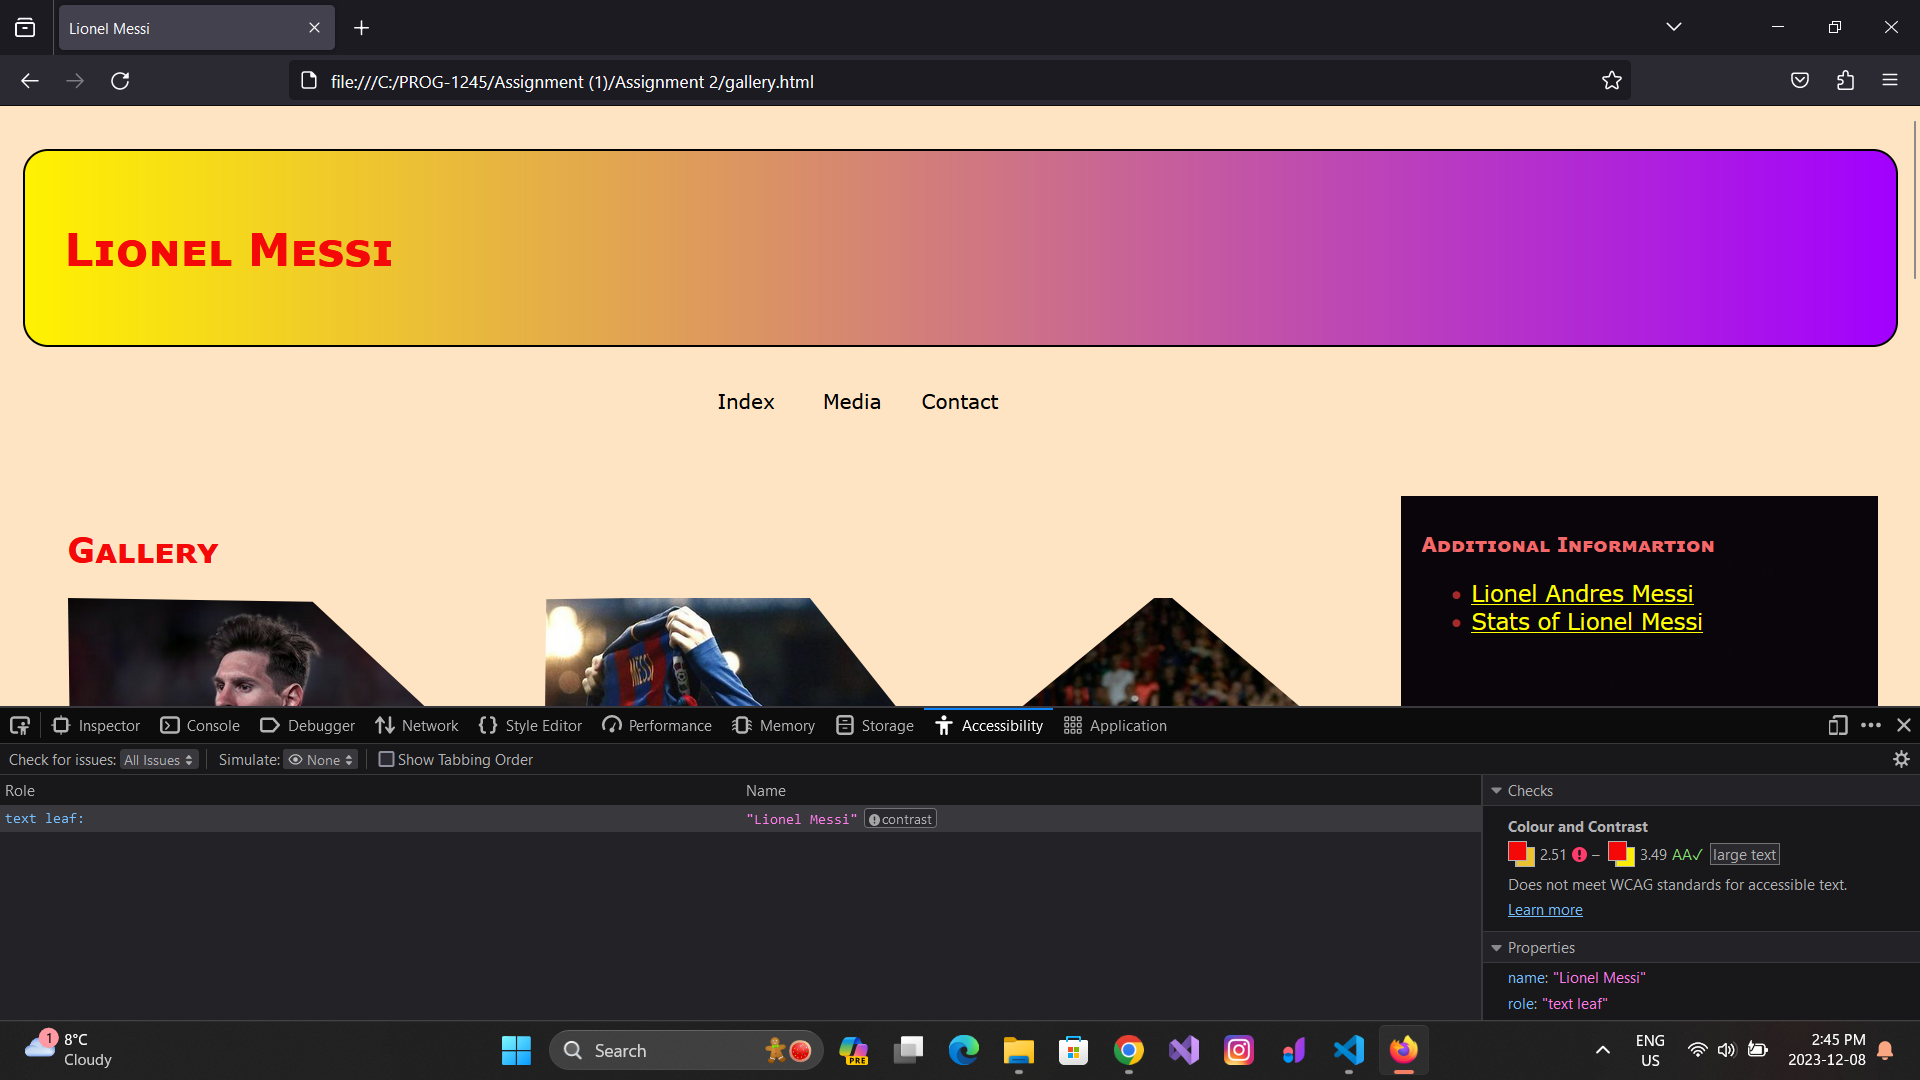 Lionel Messi
file:///C:/PROG-1245/Assignment (1)/Assignment 2/gallery.html
Lionel Messi
Index Media Contact
Gallery
Additional Informartion
Lionel Andres Messi
Stats of Lionel Messi
MESSI
Inspector Console Debugger Network Style Editor Performance Memory Storage Accessibility Application
Check for issues: All Issues Simulate: None Show Tabbing Order
Role Name
text leaf: "Lionel Messi" contrast
Checks
Colour and Contrast
2.51 – 3.49 AA✓ large text
Does not meet WCAG standards for accessible text.
Learn more
Properties
name: "Lionel Messi"
role: "text leaf"
1
8°C
Cloudy
Search
PRE
ENG
US
2:45 PM
2023-12-08